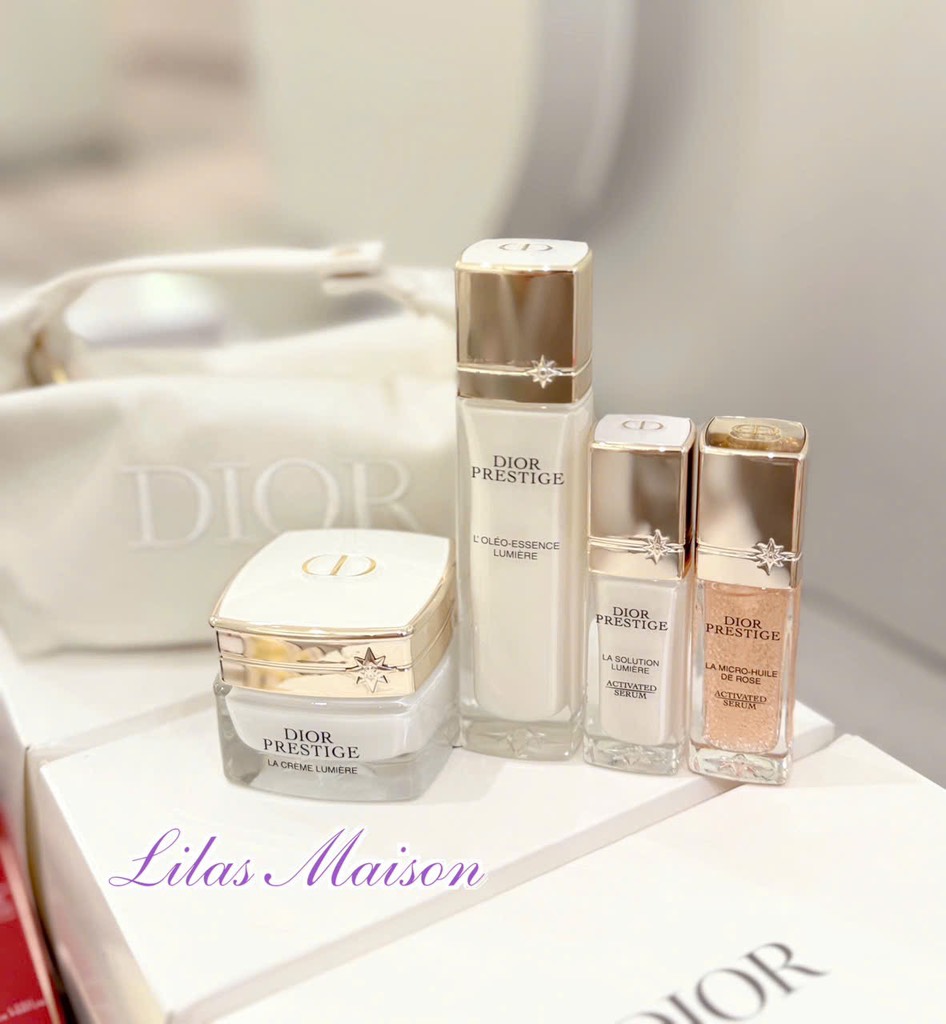 DIOR
DIOR
PRESTIGE
L'OLÉO-ESSENCE
LUMIÈRE
DIOR
PRESTIGE
LA SOLUTION
LUMIÈRE
ACTIVATED
SERUM
DIOR
PRESTIGE
LA MICRO-HUILE
DE ROSE
ACTIVATED
SERUM
DIOR
PRESTIGE
LA CRÈME LUMIÈRE
Lilas Maison
DIOR